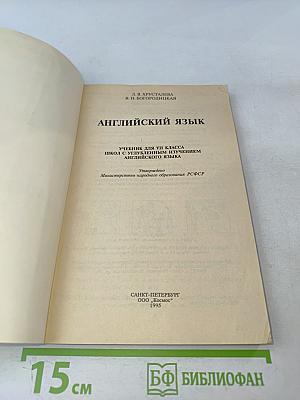 Л. В. ХРУСТАЛЕВА
В. Н. БОГОРОДИЦКАЯ
АНГЛИЙСКИЙ ЯЗЫК
УЧЕБНИК ДЛЯ VII КЛАССА
ШКОЛ С УГЛУБЛЕННЫМ ИЗУЧЕНИЕМ
АНГЛИЙСКОГО ЯЗЫКА
Утверждено
Министерством народного образования РСФСР
САНКТ-ПЕТЕРБУРГ
ООО „Космос"
1995
15 см
БФ БИБЛИОФАН